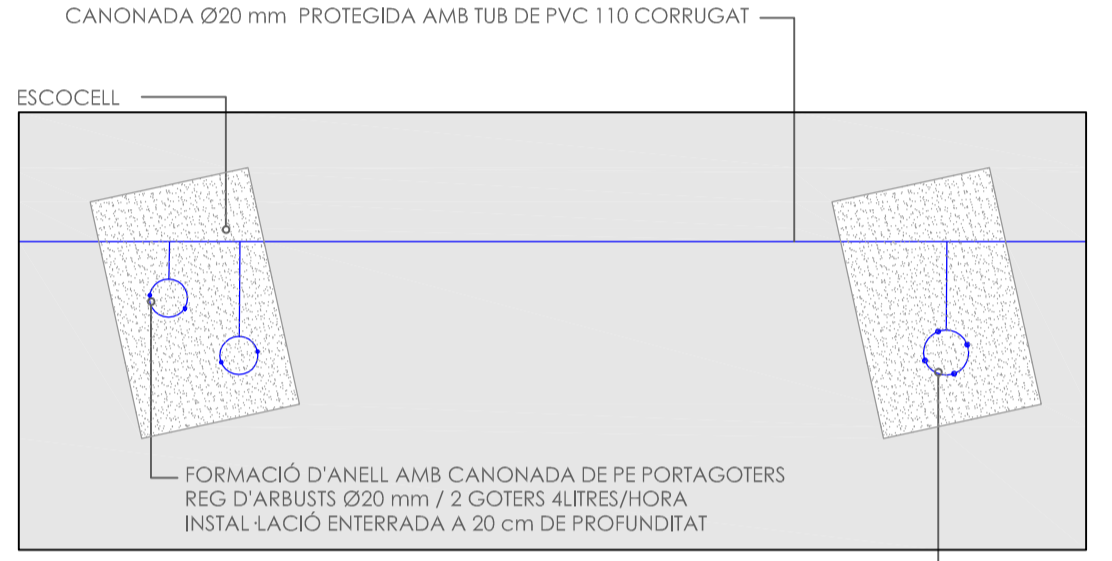 CANONADA Ø20 mm PROTEGIDA AMB TUB DE PVC 110 CORRUGAT
ESCOCELL
FORMACIÓ D'ANELL AMB CANONADA DE PE PORTAGOTERS
REG D'ARBUSTS Ø20 mm / 2 GOTERS 4LITRES/HORA
INSTAL·LACIÓ ENTERRADA A 20 cm DE PROFUNDITAT